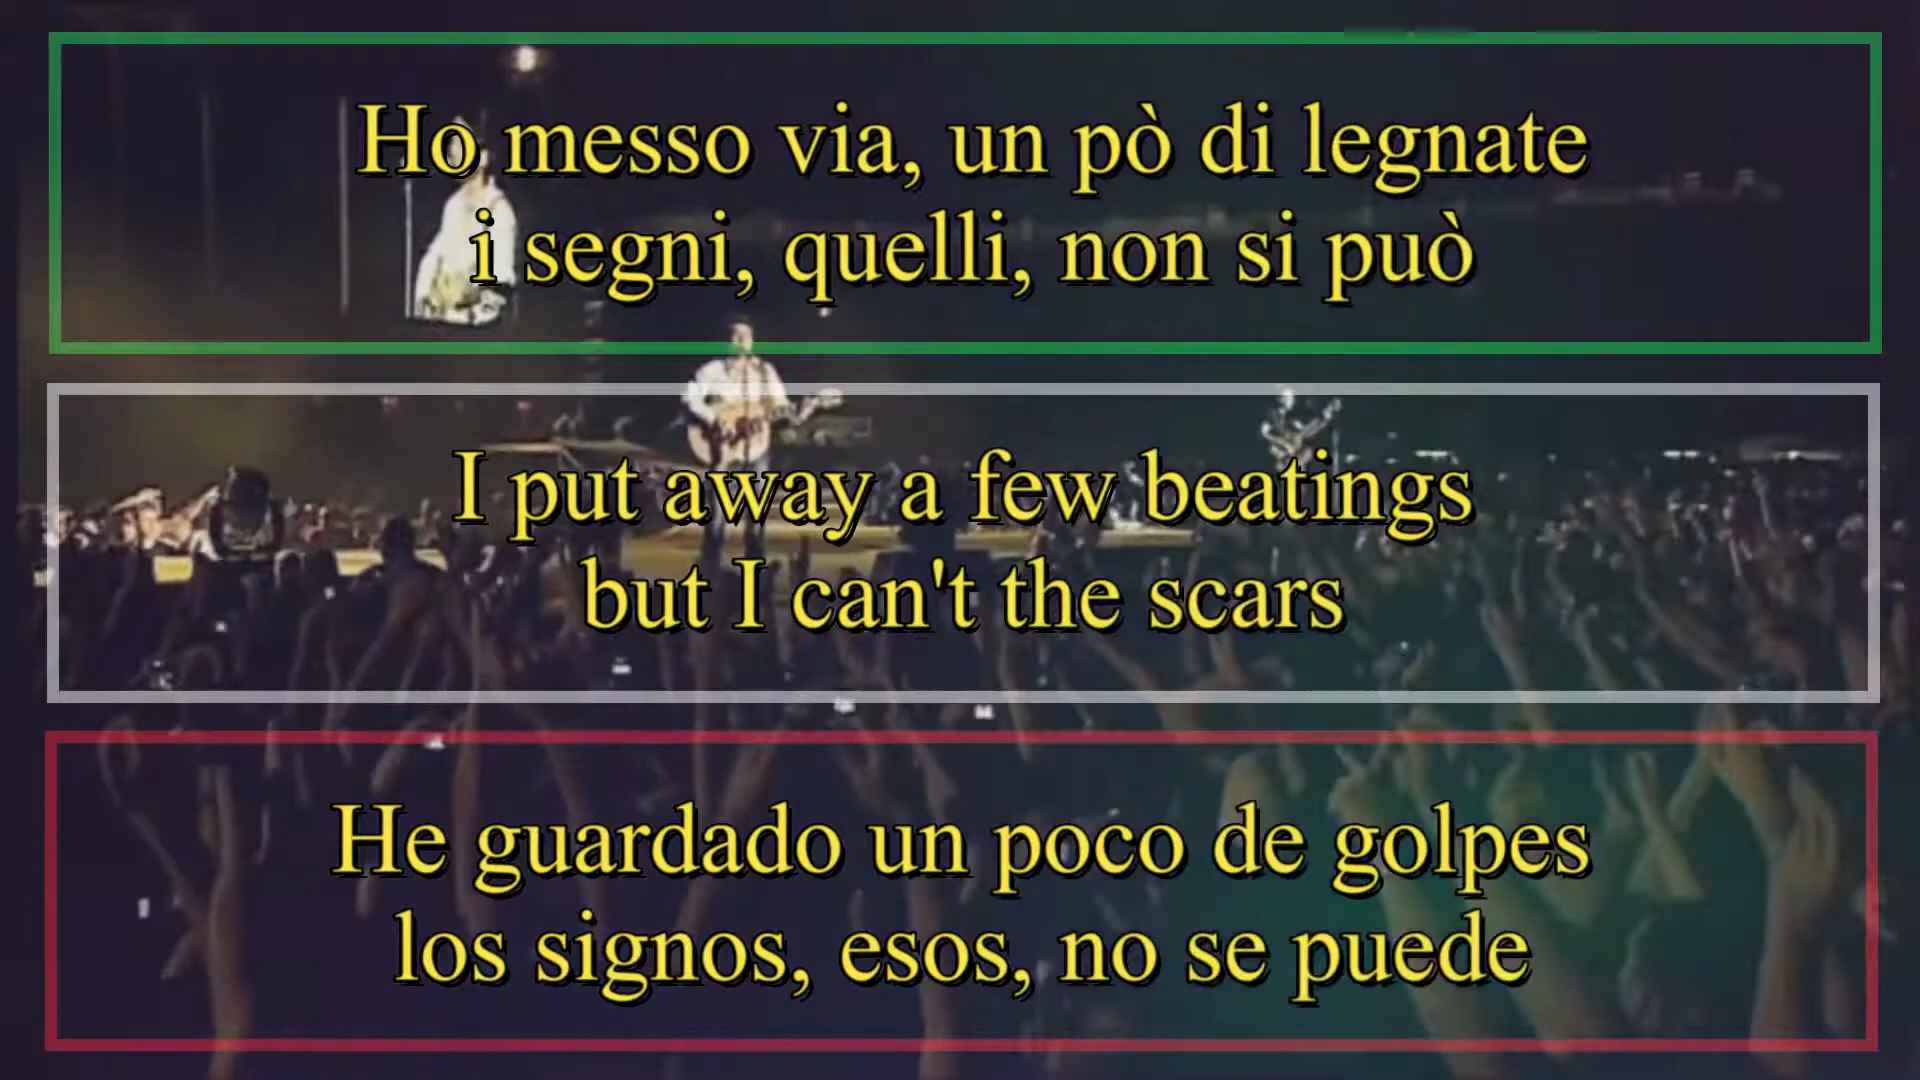 Ho messo via, un pò di legnate
i segni, quelli, non si può
I put away a few beatings
but I can't the scars
He guardado un poco de golpes
los signos, esos, no se puede